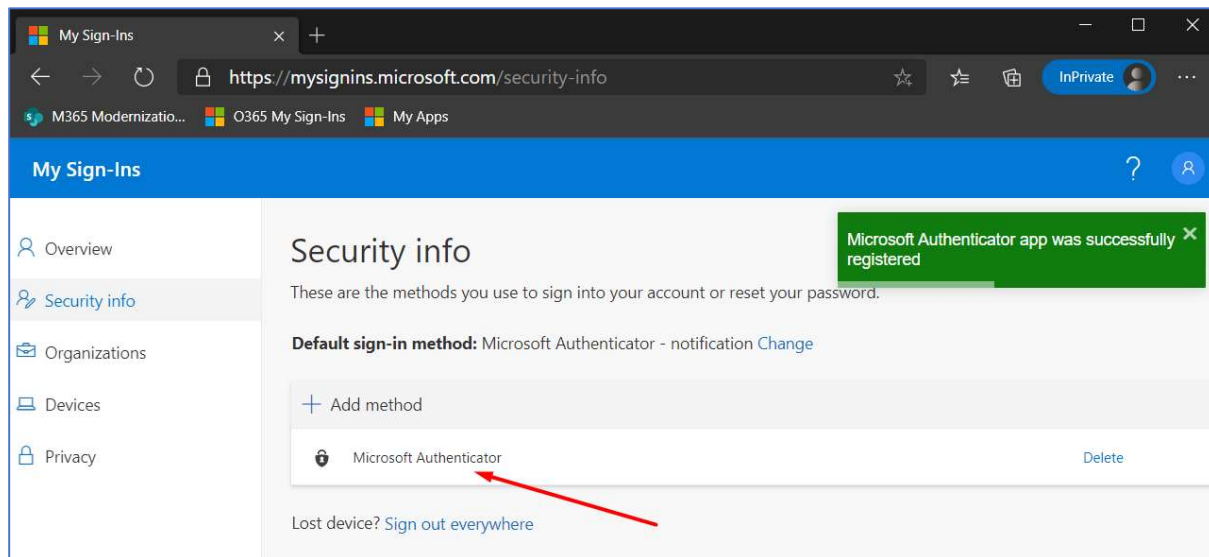 My Sign-Ins
https://mysignins.microsoft.com/security-info
InPrivate
M365 Modernizatio... O365 My Sign-Ins My Apps
My Sign-Ins ?
Overview
Security info
Organizations
Devices
Privacy
Security info
Microsoft Authenticator app was successfully
registered
These are the methods you use to sign into your account or reset your password.
Default sign-in method: Microsoft Authenticator - notification Change
+ Add method
Microsoft Authenticator Delete
Lost device? Sign out everywhere